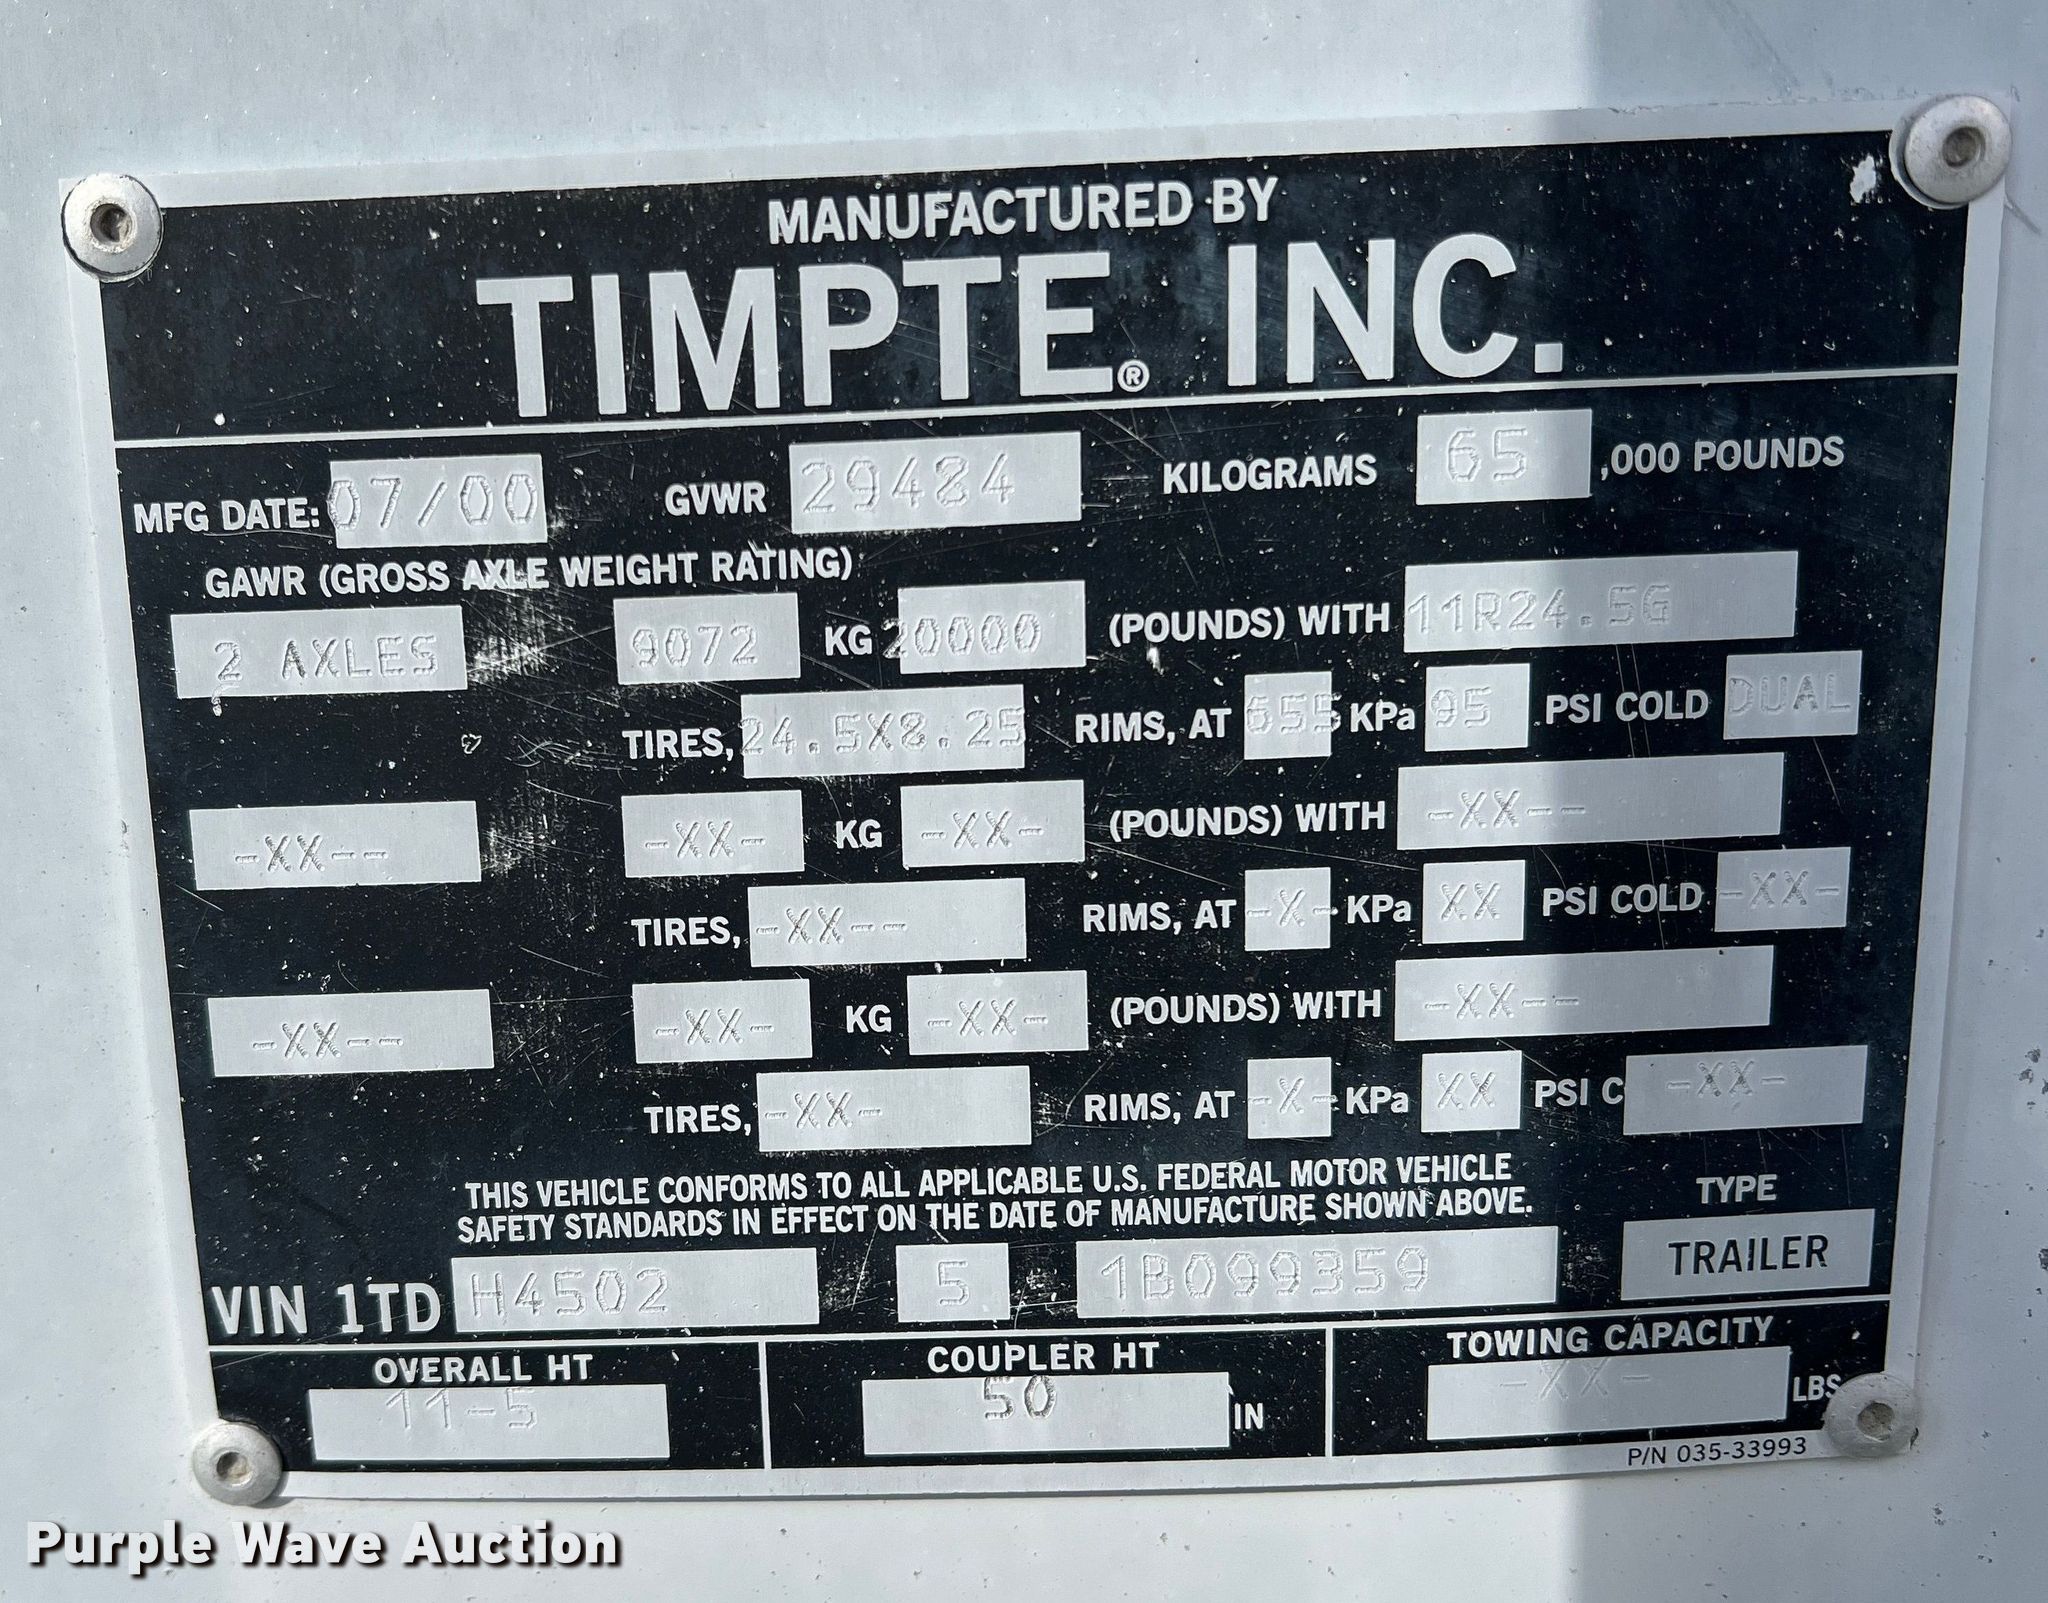 MANUFACTURED BY
TIMPTE® INC.
MFG DATE: 07/00 GVWR 29484 KILOGRAMS 65 ,000 POUNDS
GAWR (GROSS AXLE WEIGHT RATING)
2 AXLES 9072 KG 20000 (POUNDS) WITH 11R24.5G
TIRES, 24.5X8.25 RIMS, AT 655 KPa 95 PSI COLD DUAL
-XX-- -XX- KG -XX- (POUNDS) WITH -XX--
TIRES, -XX-- RIMS, AT -X- KPa XX PSI COLD -XX-
-XX-- -XX- KG -XX- (POUNDS) WITH -XX--
TIRES, -XX- RIMS, AT -X- KPa XX PSI C -XX-
THIS VEHICLE CONFORMS TO ALL APPLICABLE U.S. FEDERAL MOTOR VEHICLE
SAFETY STANDARDS IN EFFECT ON THE DATE OF MANUFACTURE SHOWN ABOVE.
TYPE
VIN 1TD H4502 5 1B099359 TRAILER
OVERALL HT COUPLER HT TOWING CAPACITY
11-5 50 IN -XX- LBS
P/N 035-33993
Purple Wave Auction